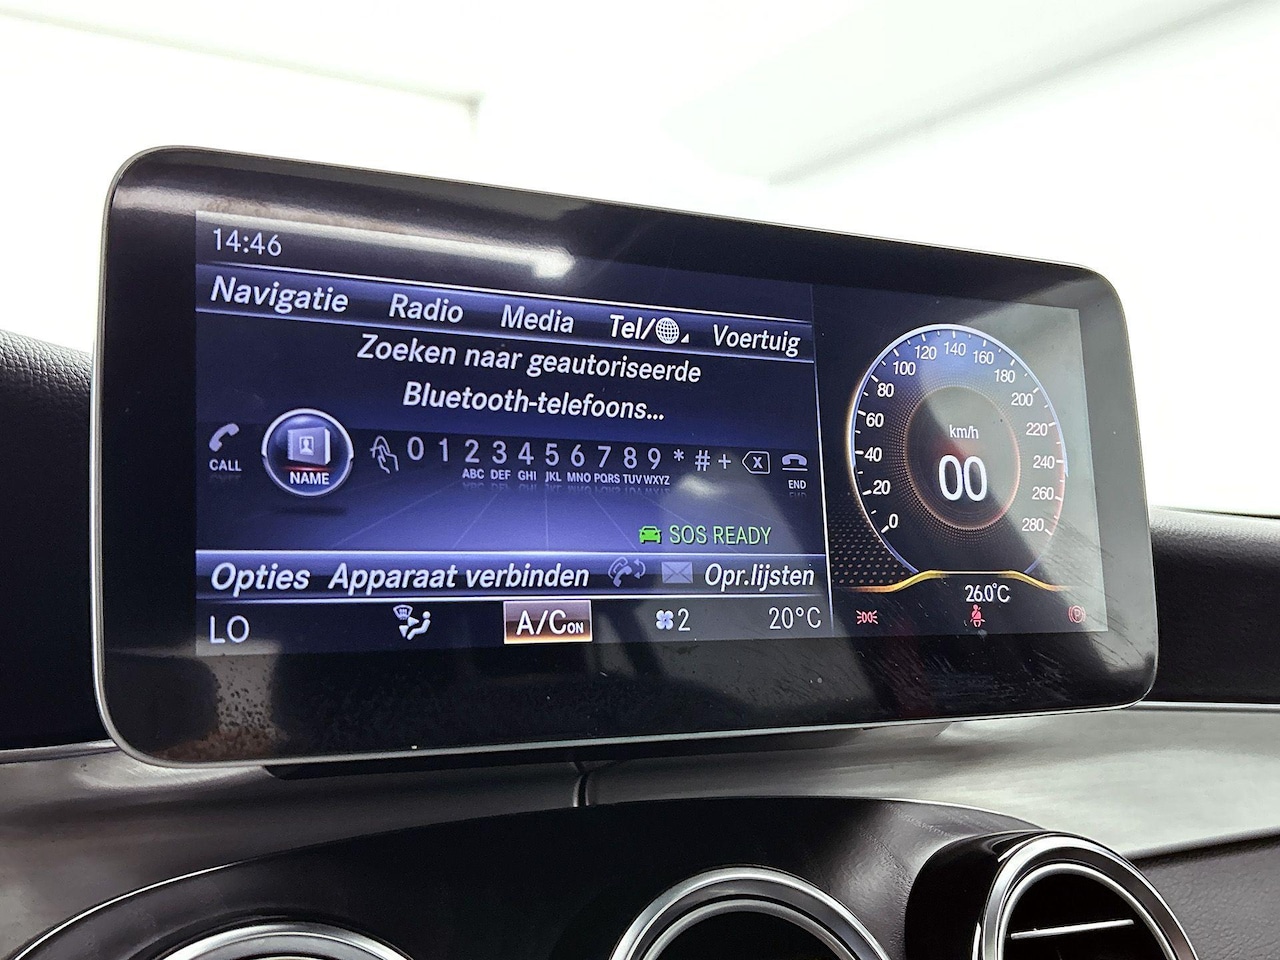 14:46
Navigatie Radio Media Tel/ Voertuig
Zoeken naar geautoriseerde
Bluetooth-telefoons...
CALL NAME 0 1 2 3 4 5 6 7 8 9 * # + X END
ABC DEF GHI JKL MNO PQRS TUV WXYZ
SOS READY
Opties Apparaat verbinden Opr.lijsten
LO A/C ON 2 20°C
0 20 40 60 80 100 120 140 160 180 200 220 240 260 280
km/h
00
26.0°C
P